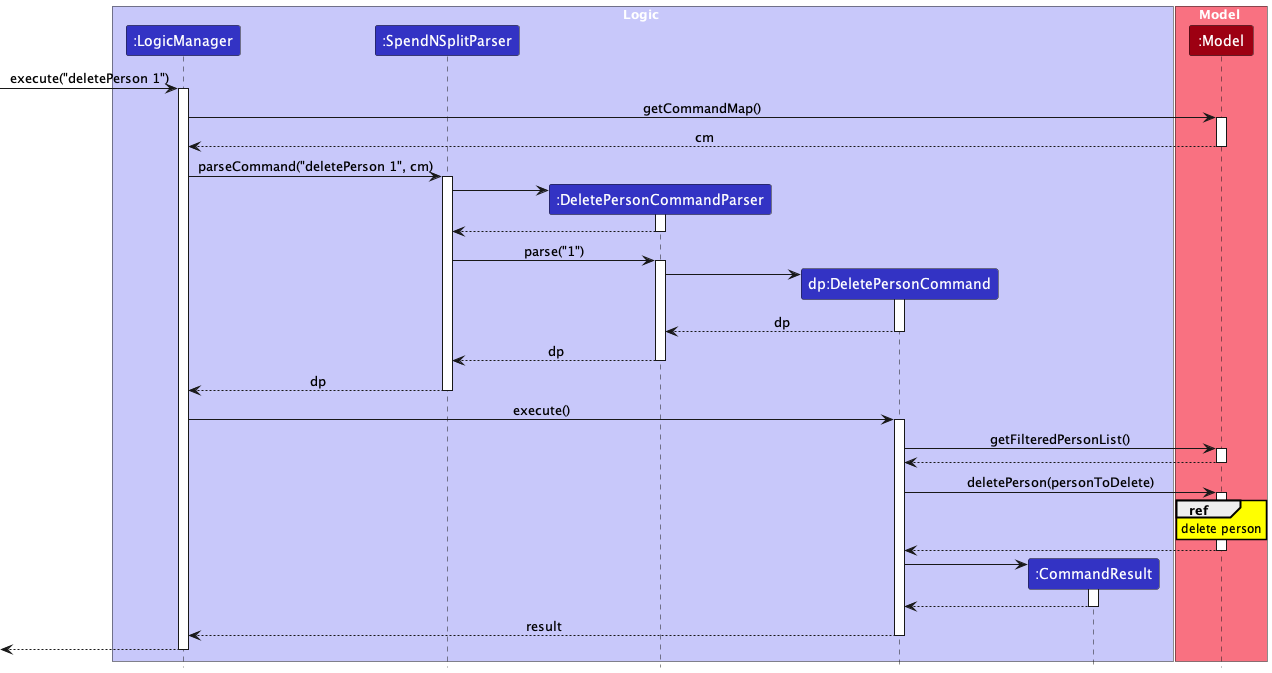 Logic
Model
:LogicManager
:SpendNSplitParser
:Model
execute("deletePerson 1")
getCommandMap()
cm
parseCommand("deletePerson 1", cm)
:DeletePersonCommandParser
parse("1")
dp:DeletePersonCommand
dp
dp
dp
execute()
getFilteredPersonList()
deletePerson(personToDelete)
ref
delete person
:CommandResult
result